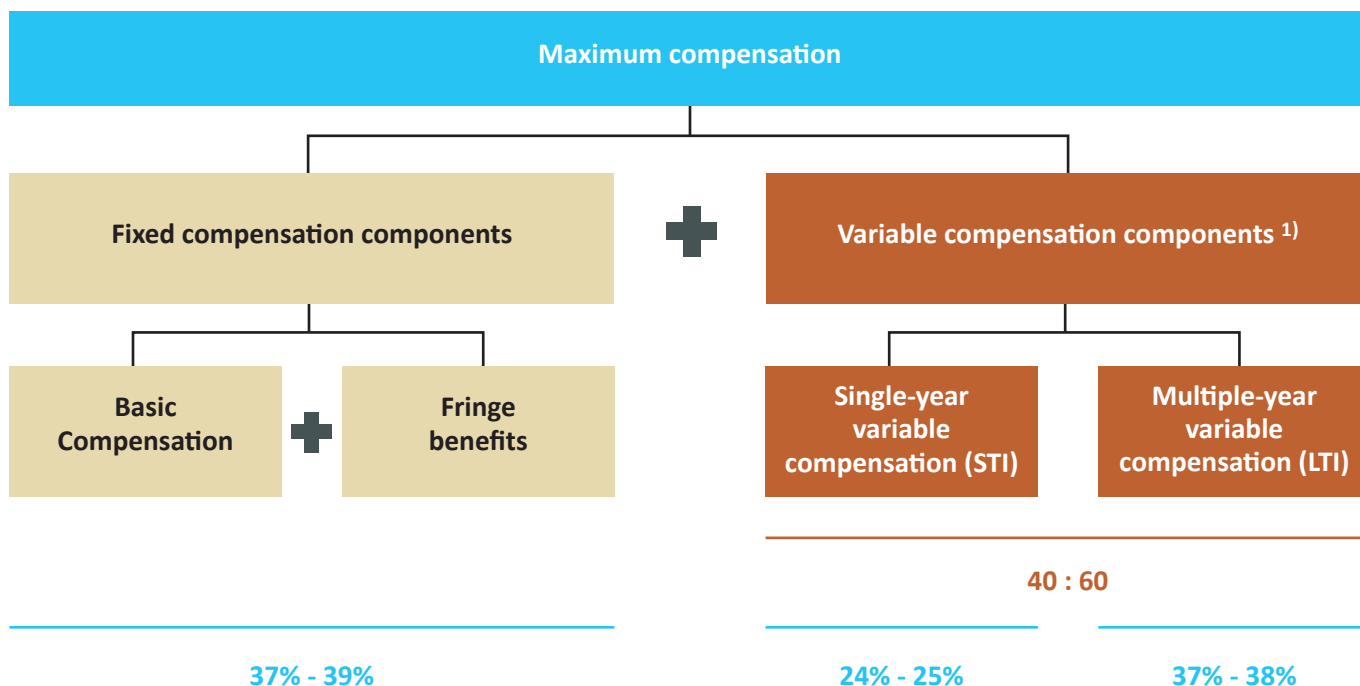 Maximum compensation
Fixed compensation components
Variable compensation components 1)
Basic
Compensation
Fringe
benefits
Single-year
variable
compensation (STI)
Multiple-year
variable
compensation (LTI)
40 : 60
37% - 39%
24% - 25%
37% - 38%